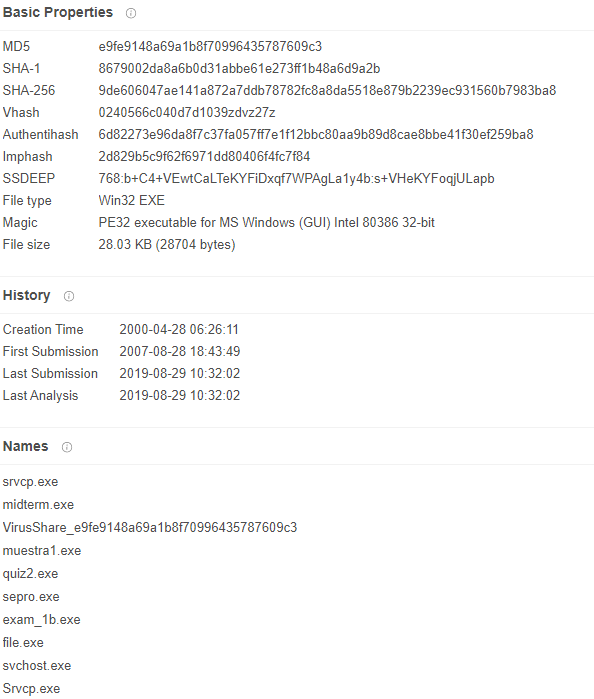 Basic Properties
MD5 e9fe9148a69a1b8f70996435787609c3
SHA-1 8679002da8a6b0d31abbe61e273ff1b48a6d9a2b
SHA-256 9de606047ae141a872a7ddb78782fc8a8da5518e879b2239ec931560b7983ba8
Vhash 0240566c040d7d1039zdvz27z
Authentihash 6d82273e96da8f7c37fa057ff7e1f12bbc80aa9b89d8cae8bbe41f30ef259ba8
Imphash 2d829b5c9f62f6971dd80406f4fc7f84
SSDEEP 768:b+C4+VEwtCaLTeKYFiDxqf7WPAgLa1y4b:s+VHeKYFoqjULapb
File type Win32 EXE
Magic PE32 executable for MS Windows (GUI) Intel 80386 32-bit
File size 28.03 KB (28704 bytes)
History
Creation Time 2000-04-28 06:26:11
First Submission 2007-08-28 18:43:49
Last Submission 2019-08-29 10:32:02
Last Analysis 2019-08-29 10:32:02
Names
srvcp.exe
midterm.exe
VirusShare_e9fe9148a69a1b8f70996435787609c3
muestra1.exe
quiz2.exe
sepro.exe
exam_1b.exe
file.exe
svchost.exe
Srvcp.exe